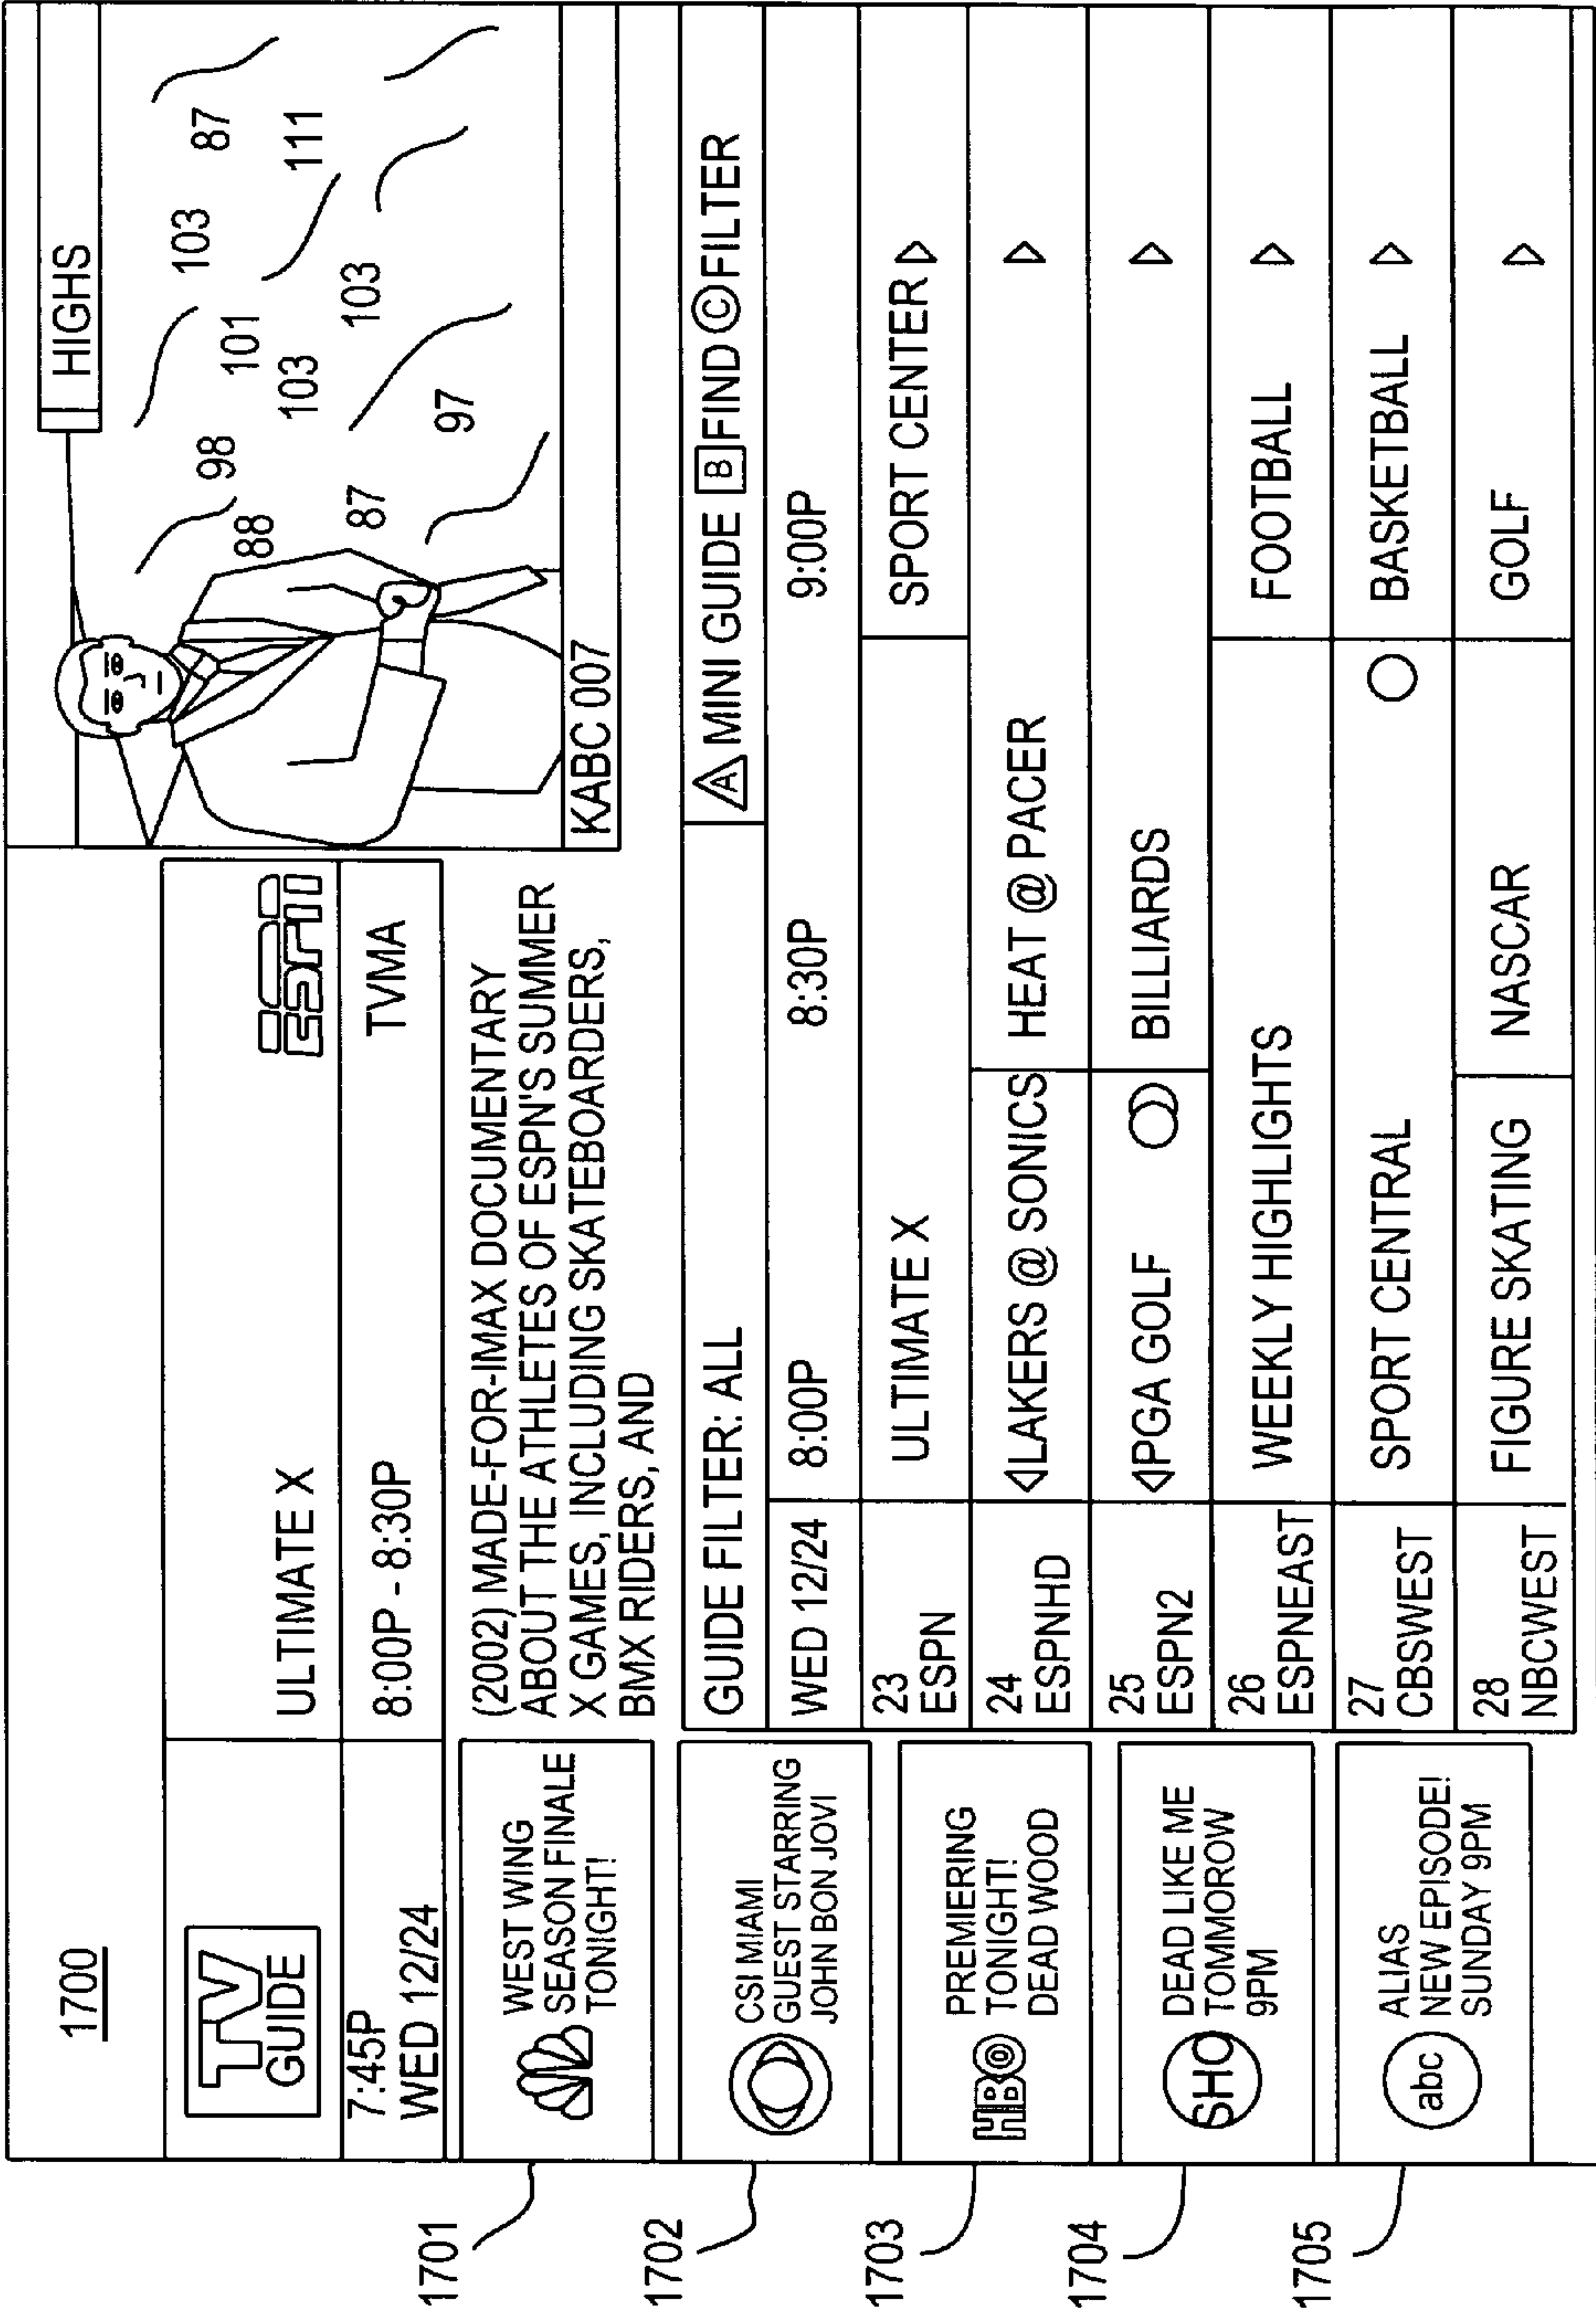 1700
TV
GUIDE
ULTIMATE X
ESPN
7:45P
WED 12/24
8:00P - 8:30P
TVMA
(2002) MADE-FOR-IMAX DOCUMENTARY
ABOUT THE ATHLETES OF ESPN'S SUMMER
X GAMES, INCLUDING SKATEBOARDERS,
BMX RIDERS, AND
HIGHS
88
98
87
101
103
97
103
103
87
111
KABC 007
1701
WEST WING
SEASON FINALE
TONIGHT!
1702
CSI MIAMI
GUEST STARRING
JOHN BON JOVI
1703
HBO
PREMIERING
TONIGHT!
DEAD WOOD
1704
SHO
DEAD LIKE ME
TOMMOROW
9PM
1705
abc
ALIAS
NEW EPISODE!
SUNDAY 9PM
GUIDE FILTER: ALL
A MINI GUIDE B FIND C FILTER
WED 12/24 8:00P 8:30P 9:00P
23
ESPN
ULTIMATE X
SPORT CENTER
24
ESPNHD
LAKERS @ SONICS
HEAT @ PACER
25
ESPN2
PGA GOLF
BILLIARDS
26
ESPNEAST
WEEKLY HIGHLIGHTS
FOOTBALL
27
CBSWEST
SPORT CENTRAL
BASKETBALL
28
NBCWEST
FIGURE SKATING
NASCAR
GOLF